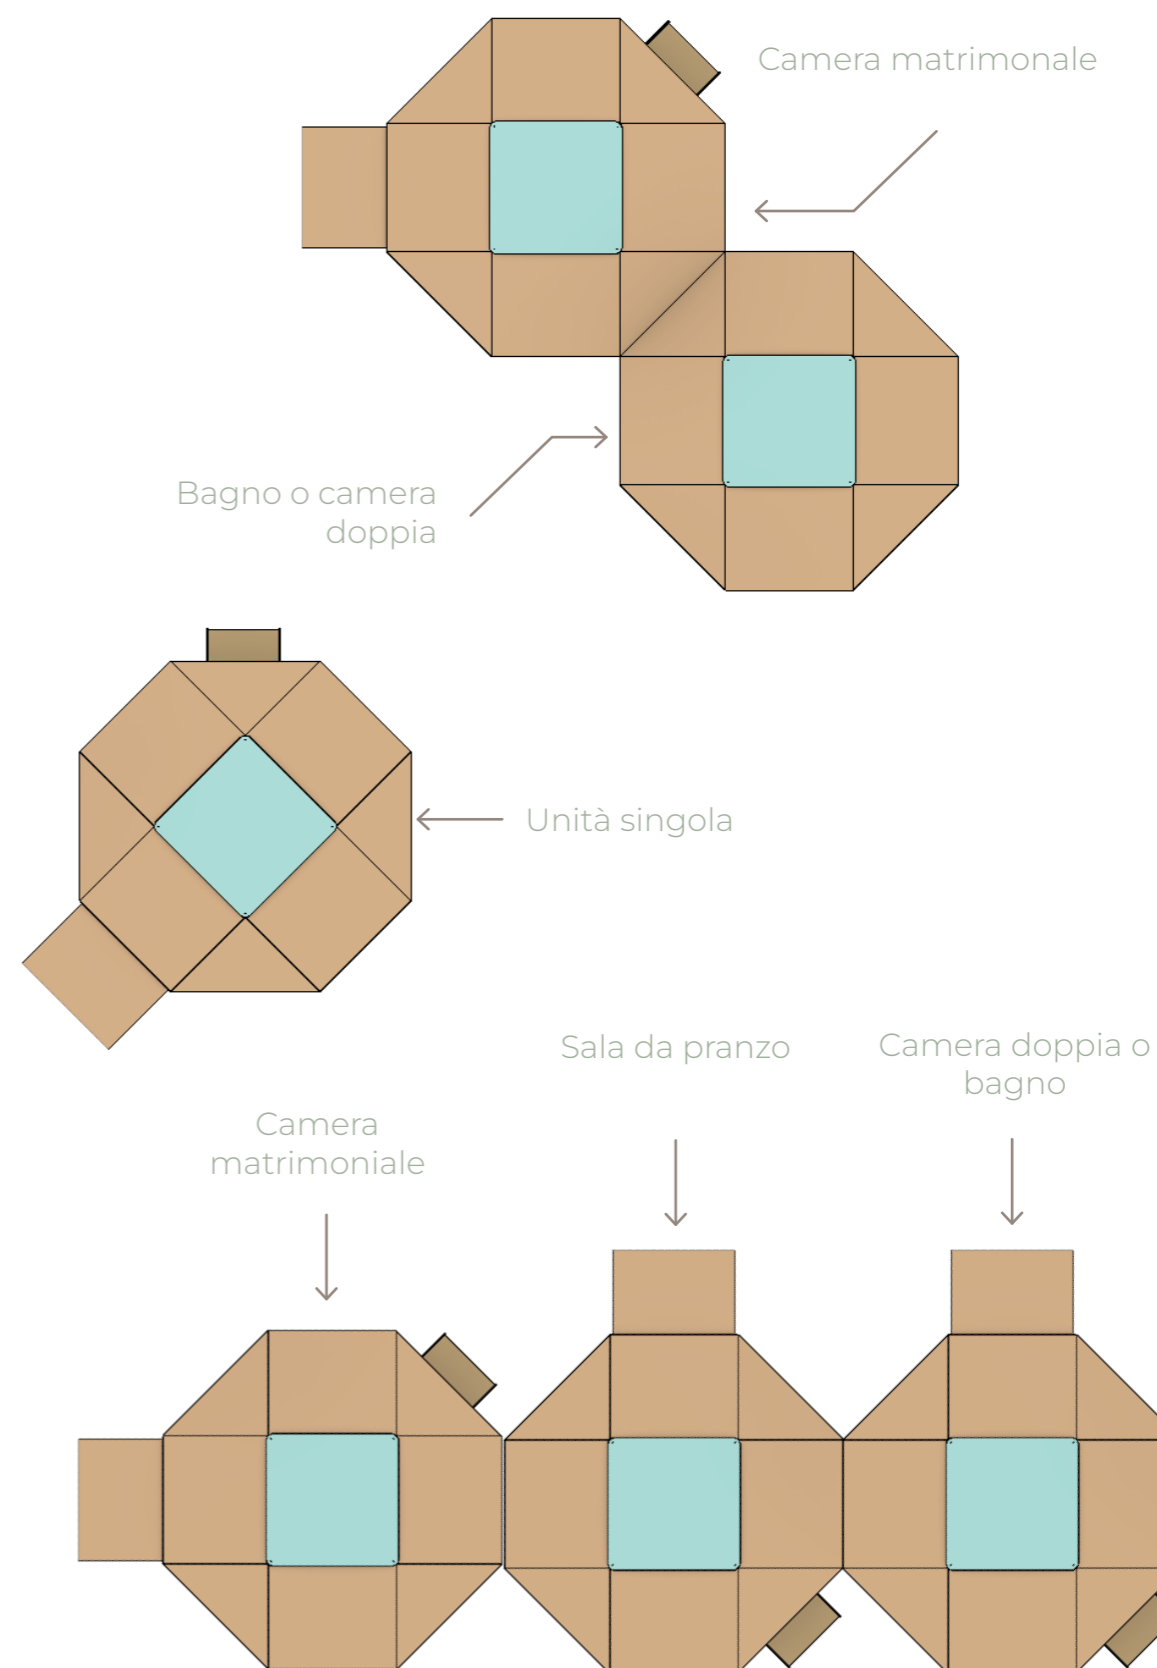 Camera matrimonale
Bagno o camera
doppia
Unità singola
Sala da pranzo
Camera doppia o
bagno
Camera
matrimoniale